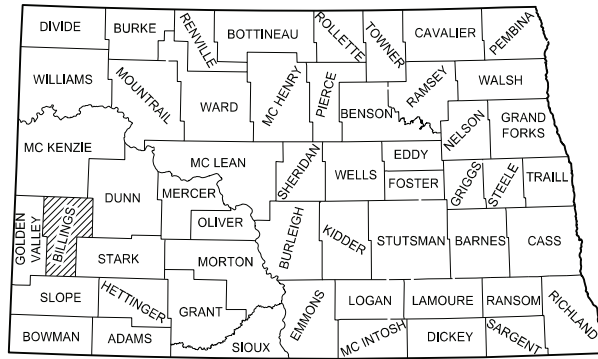 DIVIDE
BURKE
RENVILLE
BOTTINEAU
ROLLETTE
TOWNER
CAVALIER
PEMBINA
WILLIAMS
MOUNTRAIL
WARD
MC HENRY
PIERCE
BENSON
RAMSEY
WALSH
NELSON
GRAND
FORKS
MC KENZIE
DUNN
MC LEAN
MERCER
OLIVER
SHERIDAN
WELLS
EDDY
FOSTER
GRIGGS
STEELE
TRAILL
GOLDEN
VALLEY
BILLINGS
STARK
MORTON
BURLEIGH
KIDDER
STUTSMAN
BARNES
CASS
SLOPE
HETTINGER
GRANT
EMMONS
LOGAN
LAMOURE
RANSOM
RICHLAND
BOWMAN
ADAMS
SIOUX
MC INTOSH
DICKEY
SARGENT